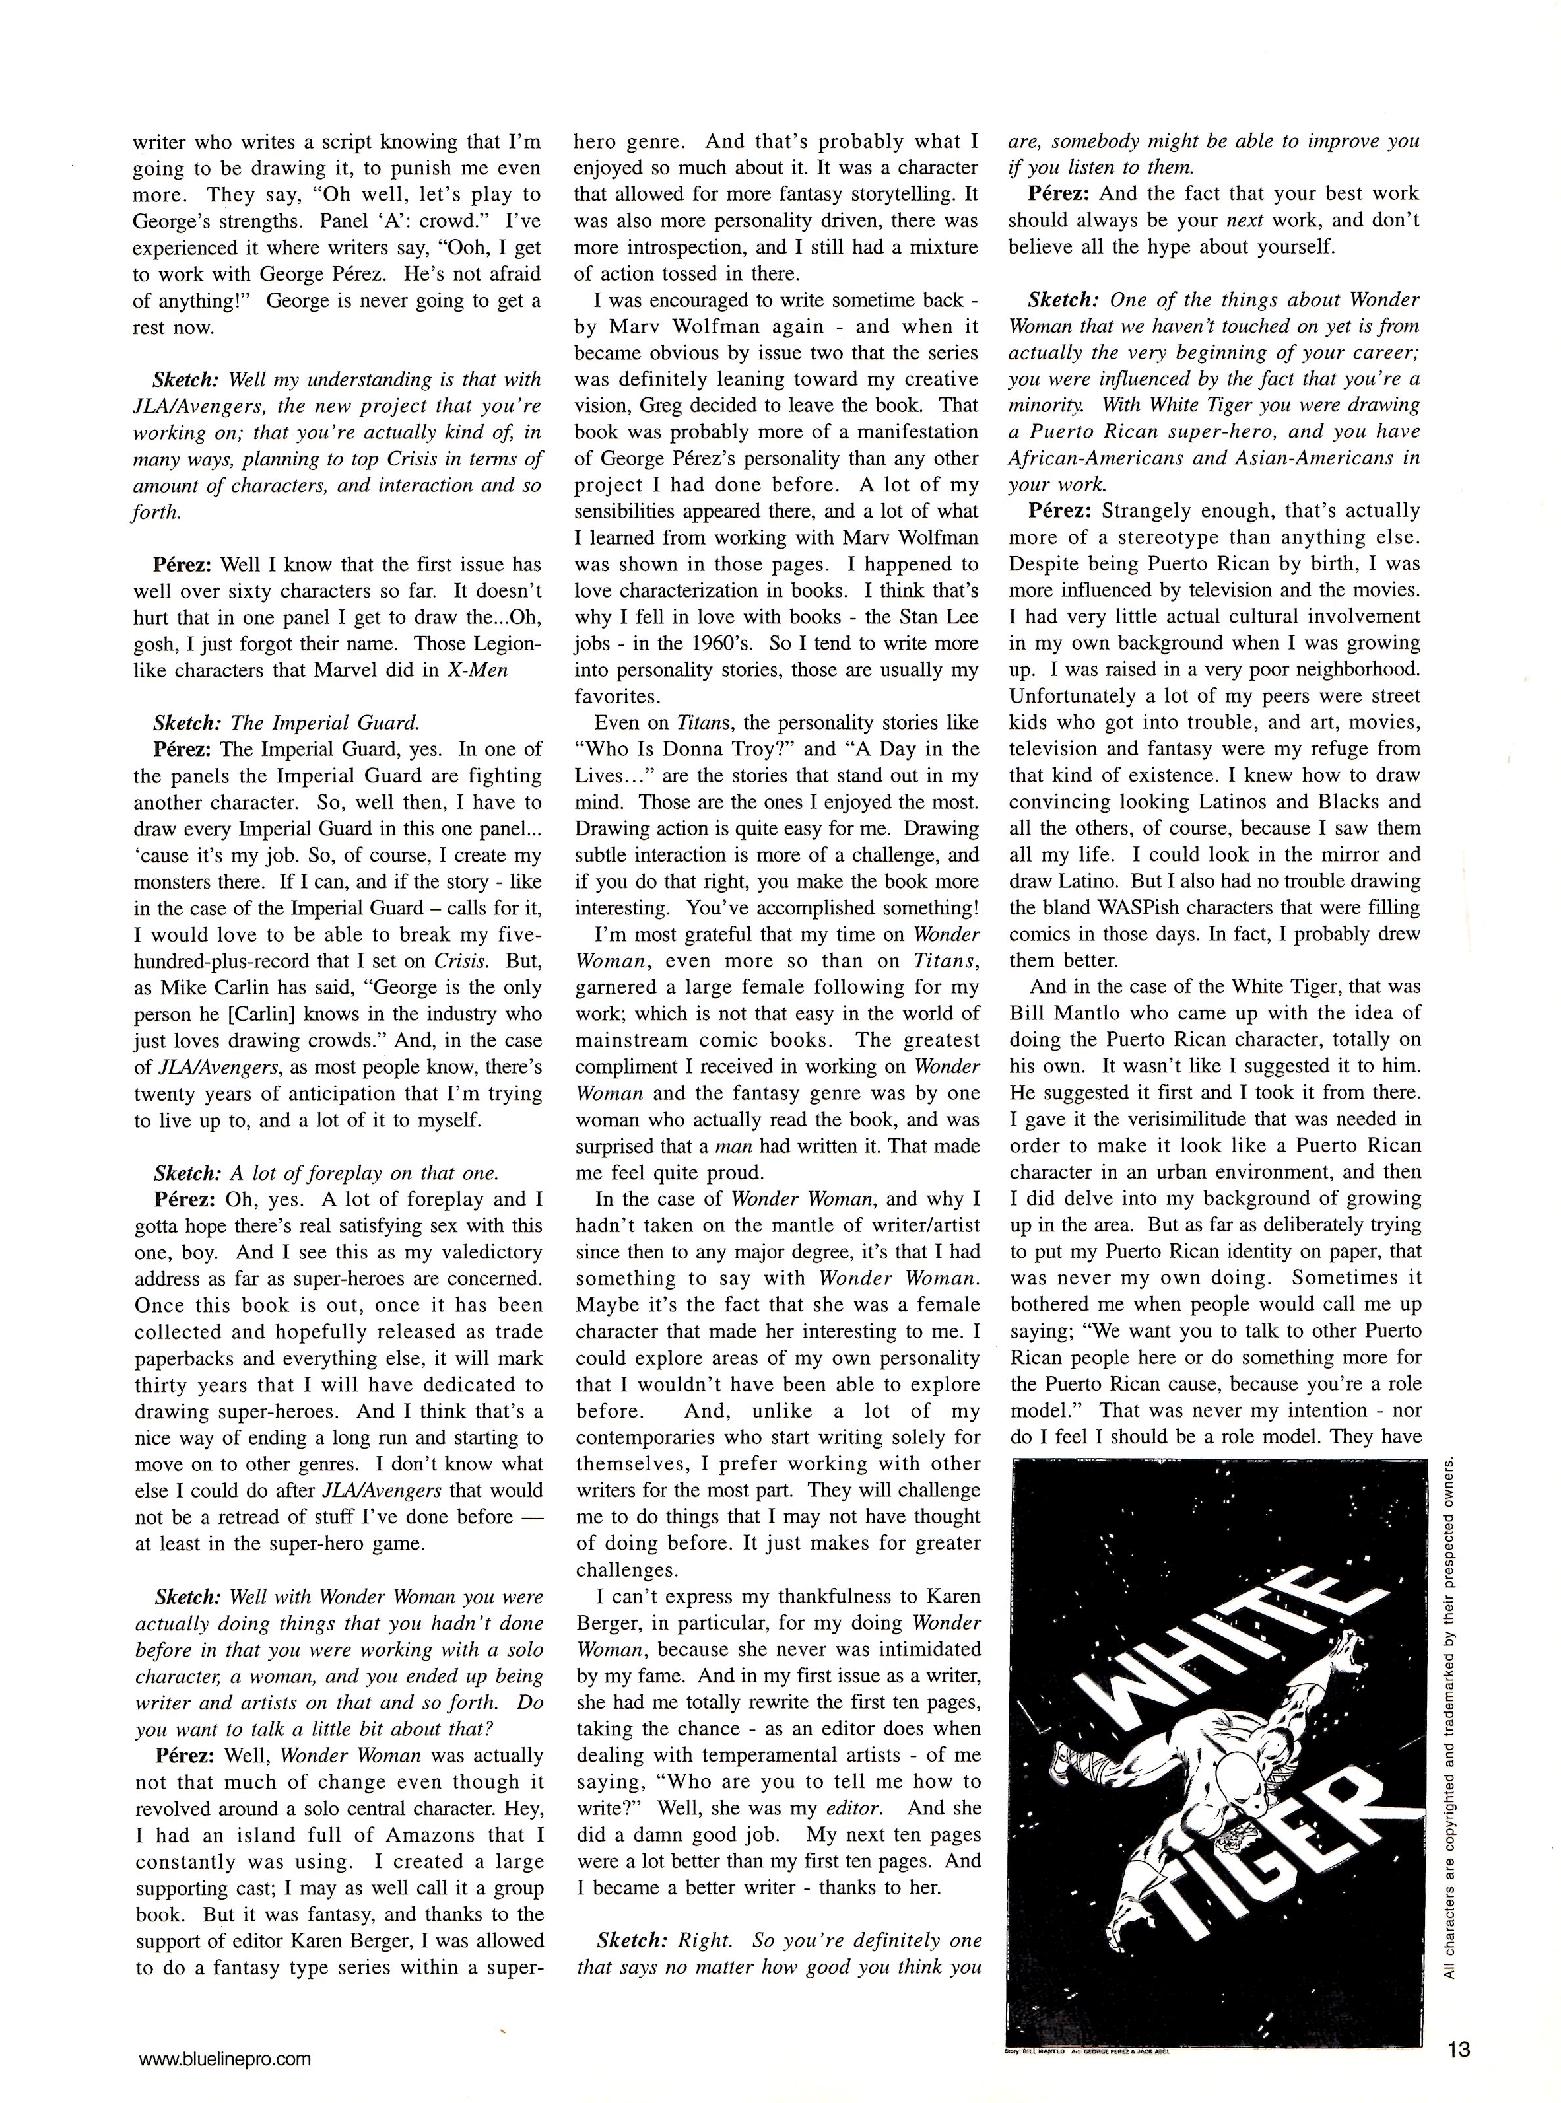 writer who writes a script knowing that I'm
going to be drawing it, to punish me even
more. They say, “Oh well, let's play to
George's strengths. Panel ‘A’: crowd.” I've
experienced it where writers say, “Ooh, I get
to work with George Pérez. He's not afraid
of anything!” George is never going to get a
rest now.
Sketch: Well my understanding is that with
JLA/Avengers, the new project that you're
working on; that you're actually kind of, in
many ways, planning to top Crisis in terms of
amount of characters, and interaction and so
forth.
Pérez: Well I know that the first issue has
well over sixty characters so far. It doesn't
hurt that in one panel I get to draw the...Oh,
gosh, I just forgot their name. Those Legion-
like characters that Marvel did in X-Men
Sketch: The Imperial Guard.
Pérez: The Imperial Guard, yes. In one of
the panels the Imperial Guard are fighting
another character. So, well then, I have to
draw every Imperial Guard in this one panel...
‘cause it's my job. So, of course, I create my
monsters there. If I can, and if the story - like
in the case of the Imperial Guard – calls for it,
I would love to be able to break my five-
hundred-plus-record that I set on Crisis. But,
as Mike Carlin has said, “George is the only
person he [Carlin] knows in the industry who
just loves drawing crowds.” And, in the case
of JLA/Avengers, as most people know, there's
twenty years of anticipation that I'm trying
to live up to, and a lot of it to myself.
Sketch: A lot of foreplay on that one.
Pérez: Oh, yes. A lot of foreplay and I
gotta hope there's real satisfying sex with this
one, boy. And I see this as my valedictory
address as far as super-heroes are concerned.
Once this book is out, once it has been
collected and hopefully released as trade
paperbacks and everything else, it will mark
thirty years that I will have dedicated to
drawing super-heroes. And I think that's a
nice way of ending a long run and starting to
move on to other genres. I don't know what
else I could do after JLA/Avengers that would
not be a retread of stuff I've done before —
at least in the super-hero game.
Sketch: Well with Wonder Woman you were
actually doing things that you hadn't done
before in that you were working with a solo
character, a woman, and you ended up being
writer and artists on that and so forth. Do
you want to talk a little bit about that?
Pérez: Well, Wonder Woman was actually
not that much of change even though it
revolved around a solo central character. Hey,
I had an island full of Amazons that I
constantly was using. I created a large
supporting cast; I may as well call it a group
book. But it was fantasy, and thanks to the
support of editor Karen Berger, I was allowed
to do a fantasy type series within a super-
hero genre. And that's probably what I
enjoyed so much about it. It was a character
that allowed for more fantasy storytelling. It
was also more personality driven, there was
more introspection, and I still had a mixture
of action tossed in there.
I was encouraged to write sometime back -
by Marv Wolfman again - and when it
became obvious by issue two that the series
was definitely leaning toward my creative
vision, Greg decided to leave the book. That
book was probably more of a manifestation
of George Pérez's personality than any other
project I had done before. A lot of my
sensibilities appeared there, and a lot of what
I learned from working with Marv Wolfman
was shown in those pages. I happened to
love characterization in books. I think that's
why I fell in love with books - the Stan Lee
jobs - in the 1960's. So I tend to write more
into personality stories, those are usually my
favorites.
Even on Titans, the personality stories like
“Who Is Donna Troy?” and “A Day in the
Lives...” are the stories that stand out in my
mind. Those are the ones I enjoyed the most.
Drawing action is quite easy for me. Drawing
subtle interaction is more of a challenge, and
if you do that right, you make the book more
interesting. You've accomplished something!
I'm most grateful that my time on Wonder
Woman, even more so than on Titans,
garnered a large female following for my
work; which is not that easy in the world of
mainstream comic books. The greatest
compliment I received in working on Wonder
Woman and the fantasy genre was by one
woman who actually read the book, and was
surprised that a man had written it. That made
me feel quite proud.
In the case of Wonder Woman, and why I
hadn't taken on the mantle of writer/artist
since then to any major degree, it's that I had
something to say with Wonder Woman.
Maybe it's the fact that she was a female
character that made her interesting to me. I
could explore areas of my own personality
that I wouldn't have been able to explore
before. And, unlike a lot of my
contemporaries who start writing solely for
themselves, I prefer working with other
writers for the most part. They will challenge
me to do things that I may not have thought
of doing before. It just makes for greater
challenges.
I can't express my thankfulness to Karen
Berger, in particular, for my doing Wonder
Woman, because she never was intimidated
by my fame. And in my first issue as a writer,
she had me totally rewrite the first ten pages,
taking the chance - as an editor does when
dealing with temperamental artists - of me
saying, “Who are you to tell me how to
write?” Well, she was my editor. And she
did a damn good job. My next ten pages
were a lot better than my first ten pages. And
I became a better writer - thanks to her.
Sketch: Right. So you're definitely one
that says no matter how good you think you
are, somebody might be able to improve you
if you listen to them.
Pérez: And the fact that your best work
should always be your next work, and don't
believe all the hype about yourself.
Sketch: One of the things about Wonder
Woman that we haven't touched on yet is from
actually the very beginning of your career;
you were influenced by the fact that you're a
minority. With White Tiger you were drawing
a Puerto Rican super-hero, and you have
African-Americans and Asian-Americans in
your work.
Pérez: Strangely enough, that's actually
more of a stereotype than anything else.
Despite being Puerto Rican by birth, I was
more influenced by television and the movies.
I had very little actual cultural involvement
in my own background when I was growing
up. I was raised in a very poor neighborhood.
Unfortunately a lot of my peers were street
kids who got into trouble, and art, movies,
television and fantasy were my refuge from
that kind of existence. I knew how to draw
convincing looking Latinos and Blacks and
all the others, of course, because I saw them
all my life. I could look in the mirror and
draw Latino. But I also had no trouble drawing
the bland WASPish characters that were filling
comics in those days. In fact, I probably drew
them better.
And in the case of the White Tiger, that was
Bill Mantlo who came up with the idea of
doing the Puerto Rican character, totally on
his own. It wasn't like I suggested it to him.
He suggested it first and I took it from there.
I gave it the verisimilitude that was needed in
order to make it look like a Puerto Rican
character in an urban environment, and then
I did delve into my background of growing
up in the area. But as far as deliberately trying
to put my Puerto Rican identity on paper, that
was never my own doing. Sometimes it
bothered me when people would call me up
saying; “We want you to talk to other Puerto
Rican people here or do something more for
the Puerto Rican cause, because you're a role
model.” That was never my intention - nor
do I feel I should be a role model. They have
WHITE
TIGER
Story: BILL MANTLO Art: GEORGE PEREZ & JACK ABEL
All characters are copyrighted and trademarked by their prespected owners.
www.bluelinepro.com
13